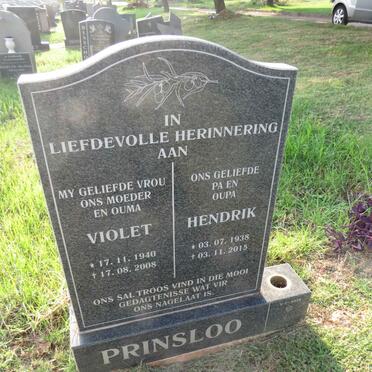 IN
LIEFDEVOLLE HERINNERING
AAN
MY GELIEFDE VROU
ONS MOEDER
EN OUMA
VIOLET
* 17. 11. 1940
† 17. 08. 2008
ONS GELIEFDE
PA EN
OUPA
HENDRIK
* 03. 07. 1938
† 03. 11. 2015
ONS SAL TROOS VIND IN DIE MOOI
GEDAGTENISSE WAT VIR
ONS NAGELAAT IS.
PRINSLOO